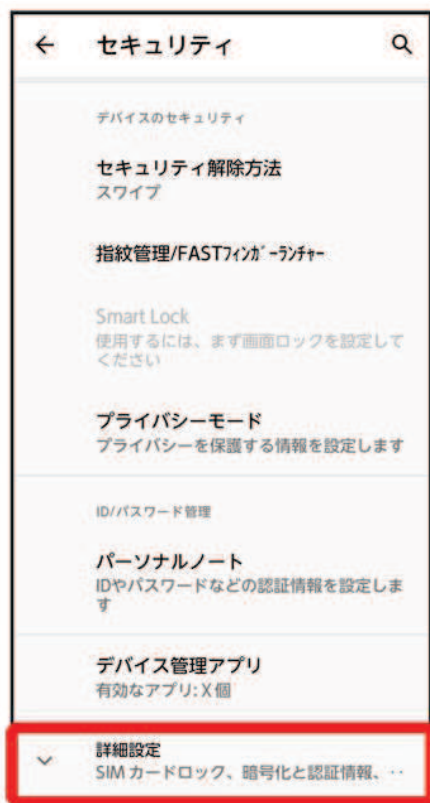 セキュリティ
デバイスのセキュリティ
セキュリティ解除方法
スワイプ
指紋管理/FASTﾌｨﾝｶﾞｰﾗﾝﾁｬｰ
Smart Lock
使用するには、まず画面ロックを設定して
ください
プライバシーモード
プライバシーを保護する情報を設定します
ID/パスワード管理
パーソナルノート
IDやパスワードなどの認証情報を設定しま
す
デバイス管理アプリ
有効なアプリ: X 個
詳細設定
SIM カードロック、暗号化と認証情報、‥